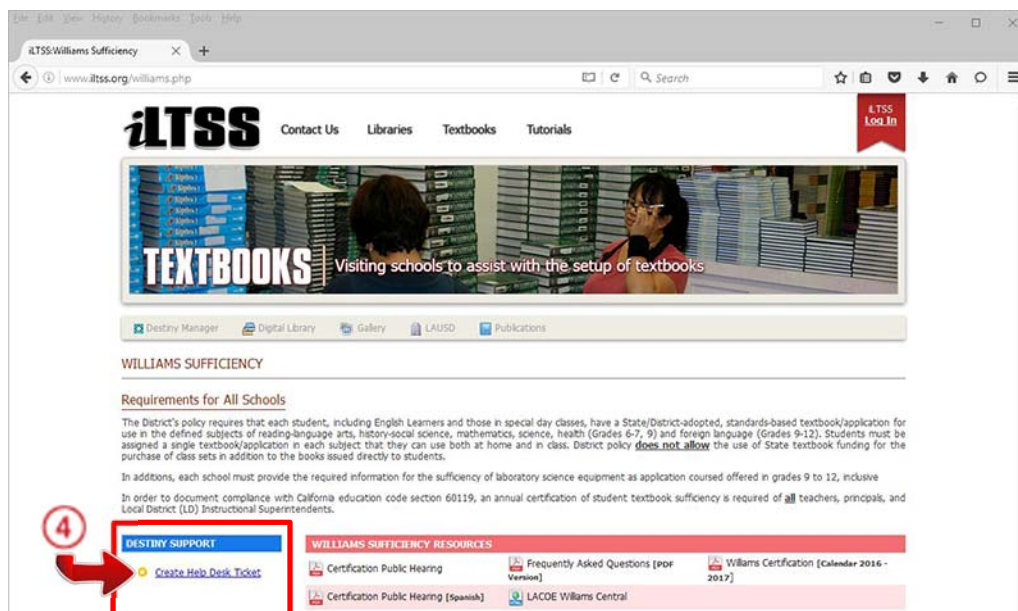 File Edit View History Bookmarks Tools Help
iLTSS:Williams Sufficiency
www.iltss.org/williams.php
Search
iLTSS
Contact Us Libraries Textbooks Tutorials
iLTSS
Log In
TEXTBOOKS
Visiting schools to assist with the setup of textbooks
Destiny Manager Digital Library Gallery LAUSD Publications
WILLIAMS SUFFICIENCY
Requirements for All Schools
The District's policy requires that each student, including English Learners and those in special day classes, have a State/District-adopted, standards-based textbook/application for
use in the defined subjects of reading-language arts, history-social science, mathematics, science, health (Grades 6-7, 9) and foreign language (Grades 9-12). Students must be
assigned a single textbook/application in each subject that they can use both at home and in class. District policy does not allow the use of State textbook funding for the
purchase of class sets in addition to the books issued directly to students.
In additions, each school must provide the required information for the sufficiency of laboratory science equipment as application coursed offered in grades 9 to 12, inclusive
In order to document compliance with California education code section 60119, an annual certification of student textbook sufficiency is required of all teachers, principals, and
Local District (LD) Instructional Superintendents.
4
DESTINY SUPPORT
Create Help Desk Ticket
WILLIAMS SUFFICIENCY RESOURCES
Certification Public Hearing
Frequently Asked Questions [PDF
Version]
Williams Certification [Calendar 2016 -
2017]
Certification Public Hearing [Spanish]
LACOE Williams Central